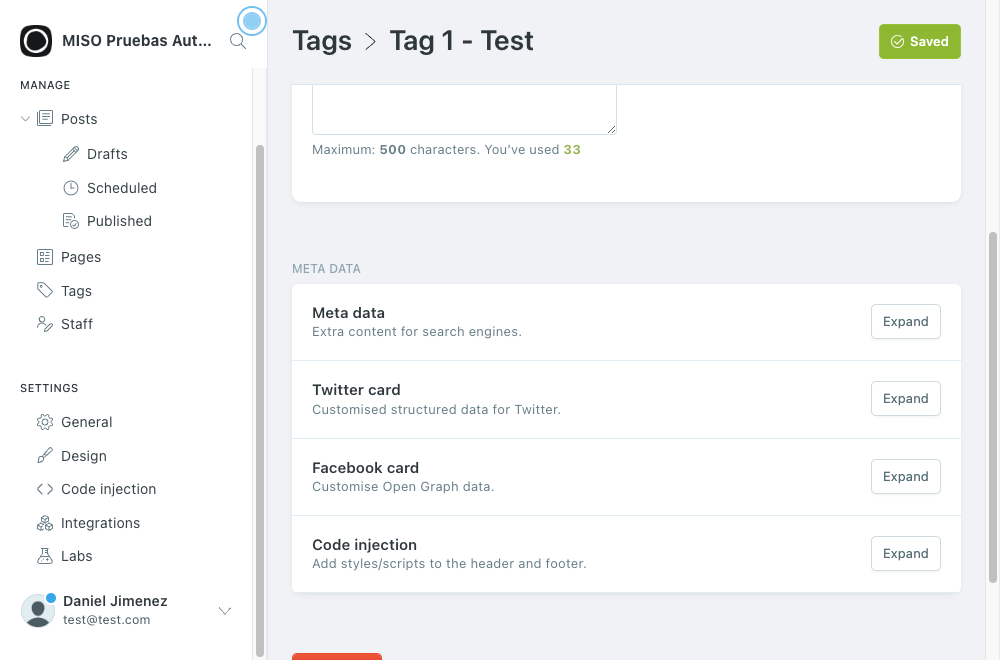 MISO Pruebas Aut...
MANAGE
Posts
Drafts
Scheduled
Published
Pages
Tags
Staff
SETTINGS
General
Design
Code injection
Integrations
Labs
Daniel Jimenez
test@test.com
Tags > Tag 1 - Test
Saved
Maximum: 500 characters. You’ve used 33
META DATA
Meta data
Extra content for search engines.
Expand
Twitter card
Customised structured data for Twitter.
Expand
Facebook card
Customise Open Graph data.
Expand
Code injection
Add styles/scripts to the header and footer.
Expand